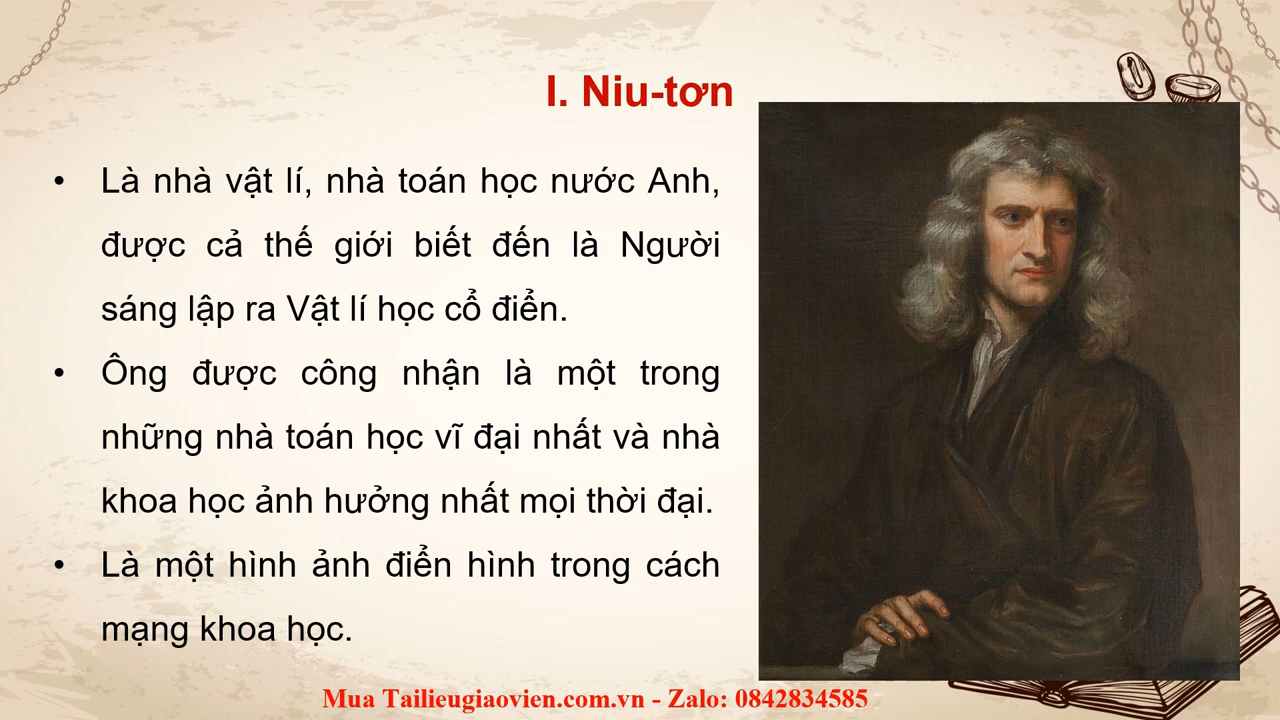 I. Niu-tơn
• Là nhà vật lí, nhà toán học nước Anh,
được cả thế giới biết đến là Người
sáng lập ra Vật lí học cổ điển.
• Ông được công nhận là một trong
những nhà toán học vĩ đại nhất và nhà
khoa học ảnh hưởng nhất mọi thời đại.
• Là một hình ảnh điển hình trong cách
mạng khoa học.
Mua Tailieugiaovien.com.vn - Zalo: 0842834585